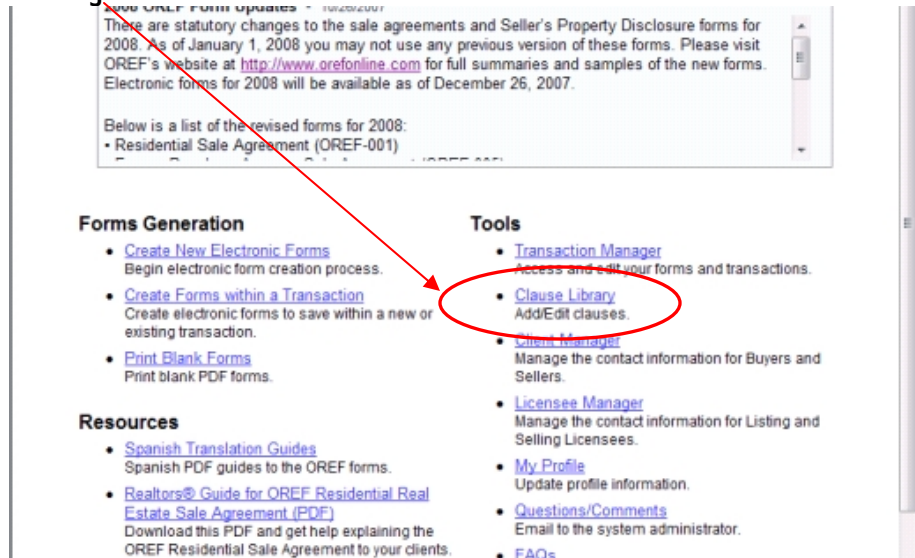 2008 OREF Form Updates - 10/26/2007
There are statutory changes to the sale agreements and Seller's Property Disclosure forms for
2008. As of January 1, 2008 you may not use any previous version of these forms. Please visit
OREF's website at http://www.orefonline.com for full summaries and samples of the new forms.
Electronic forms for 2008 will be available as of December 26, 2007.
Below is a list of the revised forms for 2008:
• Residential Sale Agreement (OREF-001)
Forms Generation
• Create New Electronic Forms
Begin electronic form creation process.
• Create Forms within a Transaction
Create electronic forms to save within a new or
existing transaction.
• Print Blank Forms
Print blank PDF forms.
Resources
• Spanish Translation Guides
Spanish PDF guides to the OREF forms.
• Realtors® Guide for OREF Residential Real
Estate Sale Agreement (PDF)
Download this PDF and get help explaining the
OREF Residential Sale Agreement to your clients.
Tools
• Transaction Manager
Access and edit your forms and transactions.
• Clause Library
Add/Edit clauses.
• Client Manager
Manage the contact information for Buyers and
Sellers.
• Licensee Manager
Manage the contact information for Listing and
Selling Licensees.
• My Profile
Update profile information.
• Questions/Comments
Email to the system administrator.
• FAQs